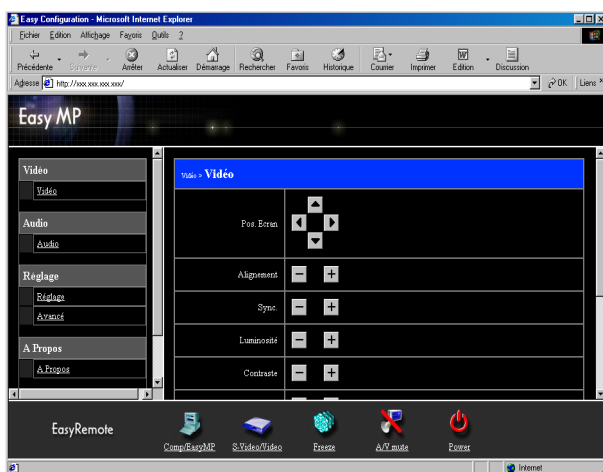 Easy Configuration - Microsoft Internet Explorer
Fichier Edition Affichage Favoris Outils ?
Précédente Suivante Arrêter Actualiser Démarrage Rechercher Favoris Historique Courrier Imprimer Edition Discussion
Adresse http://xxx.xxx.xxx.xxx/ OK Liens »
Easy MP
Vidéo
Vidéo
Audio
Audio
Réglage
Réglage
Avancé
A Propos
A Propos
Vidéo > Vidéo
Pos. Ecran
Alignement
Sync.
Luminosité
Contraste
EasyRemote
Comp/EasyMP S-Video/Video Freeze A/V mute Power
Internet